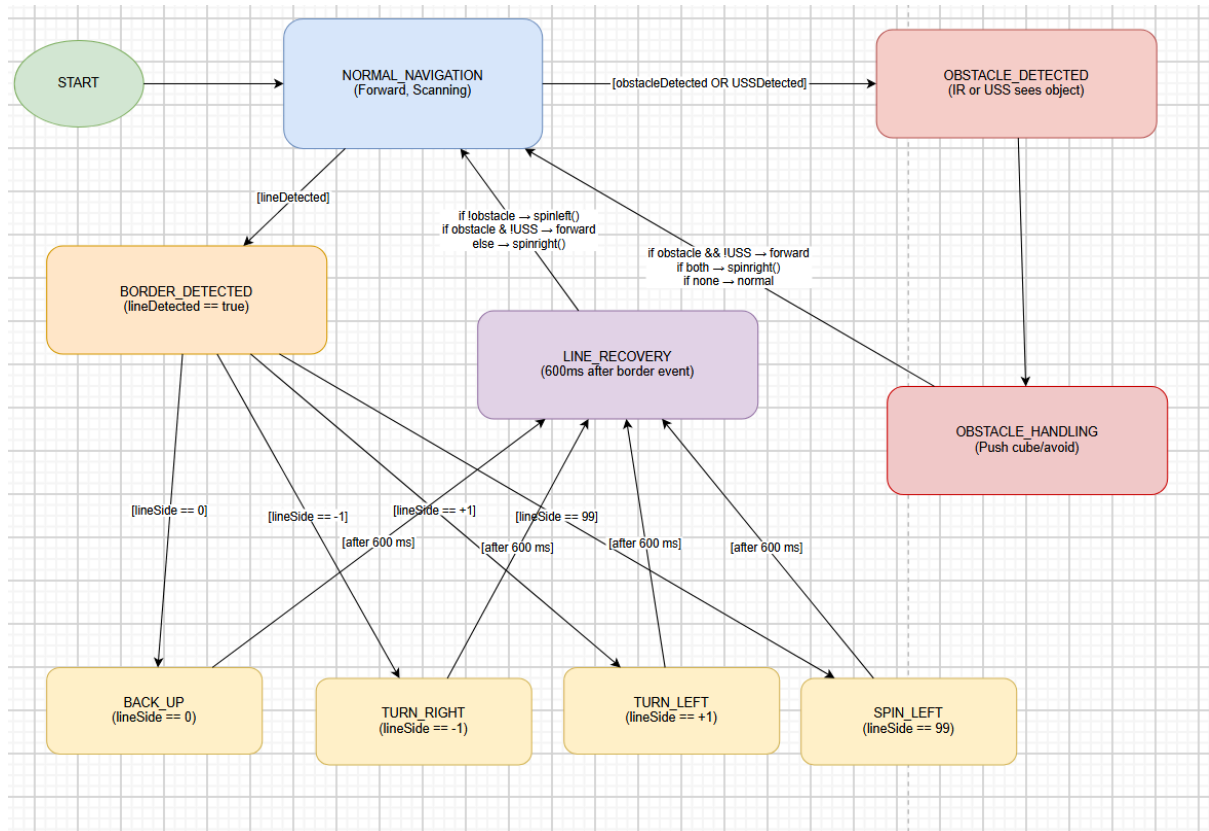 START
NORMAL_NAVIGATION
(Forward, Scanning)
[obstacleDetected OR USSDetected]
OBSTACLE_DETECTED
(IR or USS sees object)
[lineDetected]
if !obstacle → spinleft()
if obstacle & !USS → forward
else → spinright()
if obstacle && !USS → forward
if both → spinright()
if none → normal
BORDER_DETECTED
(lineDetected == true)
LINE_RECOVERY
(600ms after border event)
OBSTACLE_HANDLING
(Push cube/avoid)
[lineSide == 0]
[lineSide == -1]
[lineSide == +1]
[lineSide == 99]
[after 600 ms]
[after 600 ms]
[after 600 ms]
[after 600 ms]
BACK_UP
(lineSide == 0)
TURN_RIGHT
(lineSide == -1)
TURN_LEFT
(lineSide == +1)
SPIN_LEFT
(lineSide == 99)